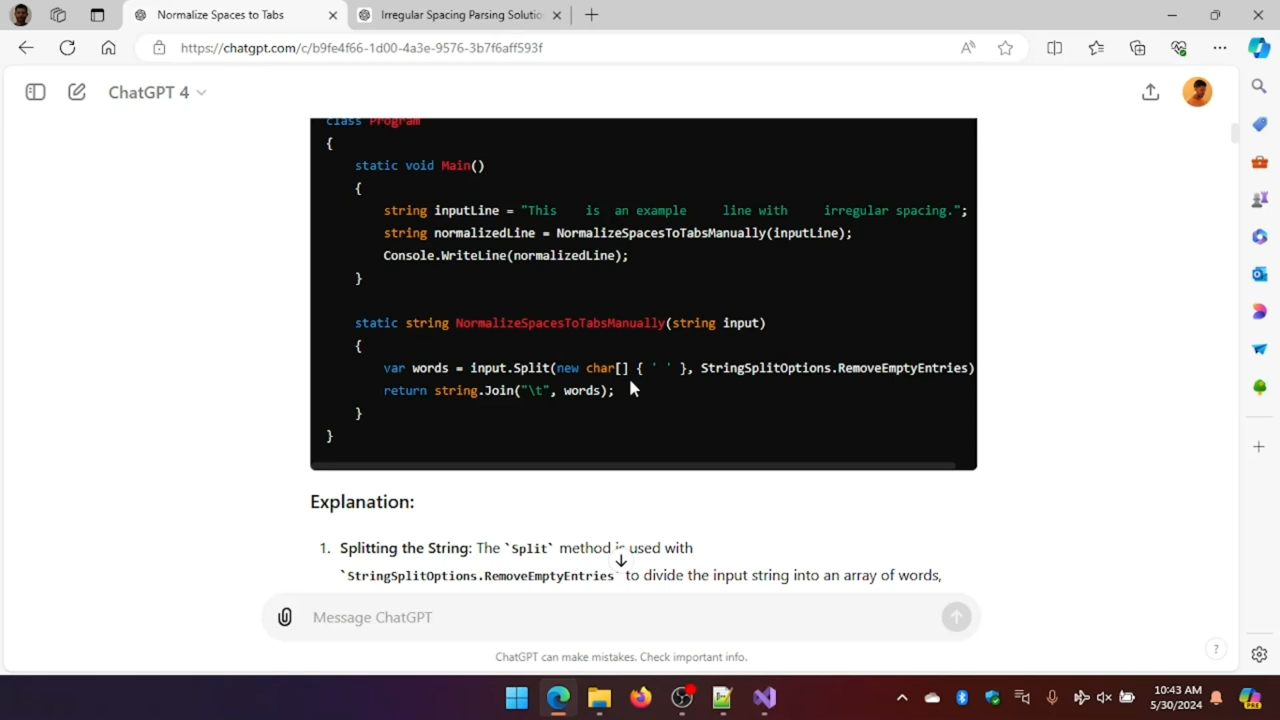 Normalize Spaces to Tabs
Irregular Spacing Parsing Solutio
https://chatgpt.com/c/b9fe4f66-1d00-4a3e-9576-3b7f6aff593f
ChatGPT 4
class Program
{
static void Main()
{
string inputLine = "This    is  an example     line with     irregular spacing.";
string normalizedLine = NormalizeSpacesToTabsManually(inputLine);
Console.WriteLine(normalizedLine);
}
static string NormalizeSpacesToTabsManually(string input)
{
var words = input.Split(new char[] { ' ' }, StringSplitOptions.RemoveEmptyEntries)
return string.Join("\t", words);
}
}
Explanation:
1. Splitting the String: The `Split` method is used with
`StringSplitOptions.RemoveEmptyEntries` to divide the input string into an array of words,
Message ChatGPT
ChatGPT can make mistakes. Check important info.
?
10:43 AM
5/30/2024
PRE